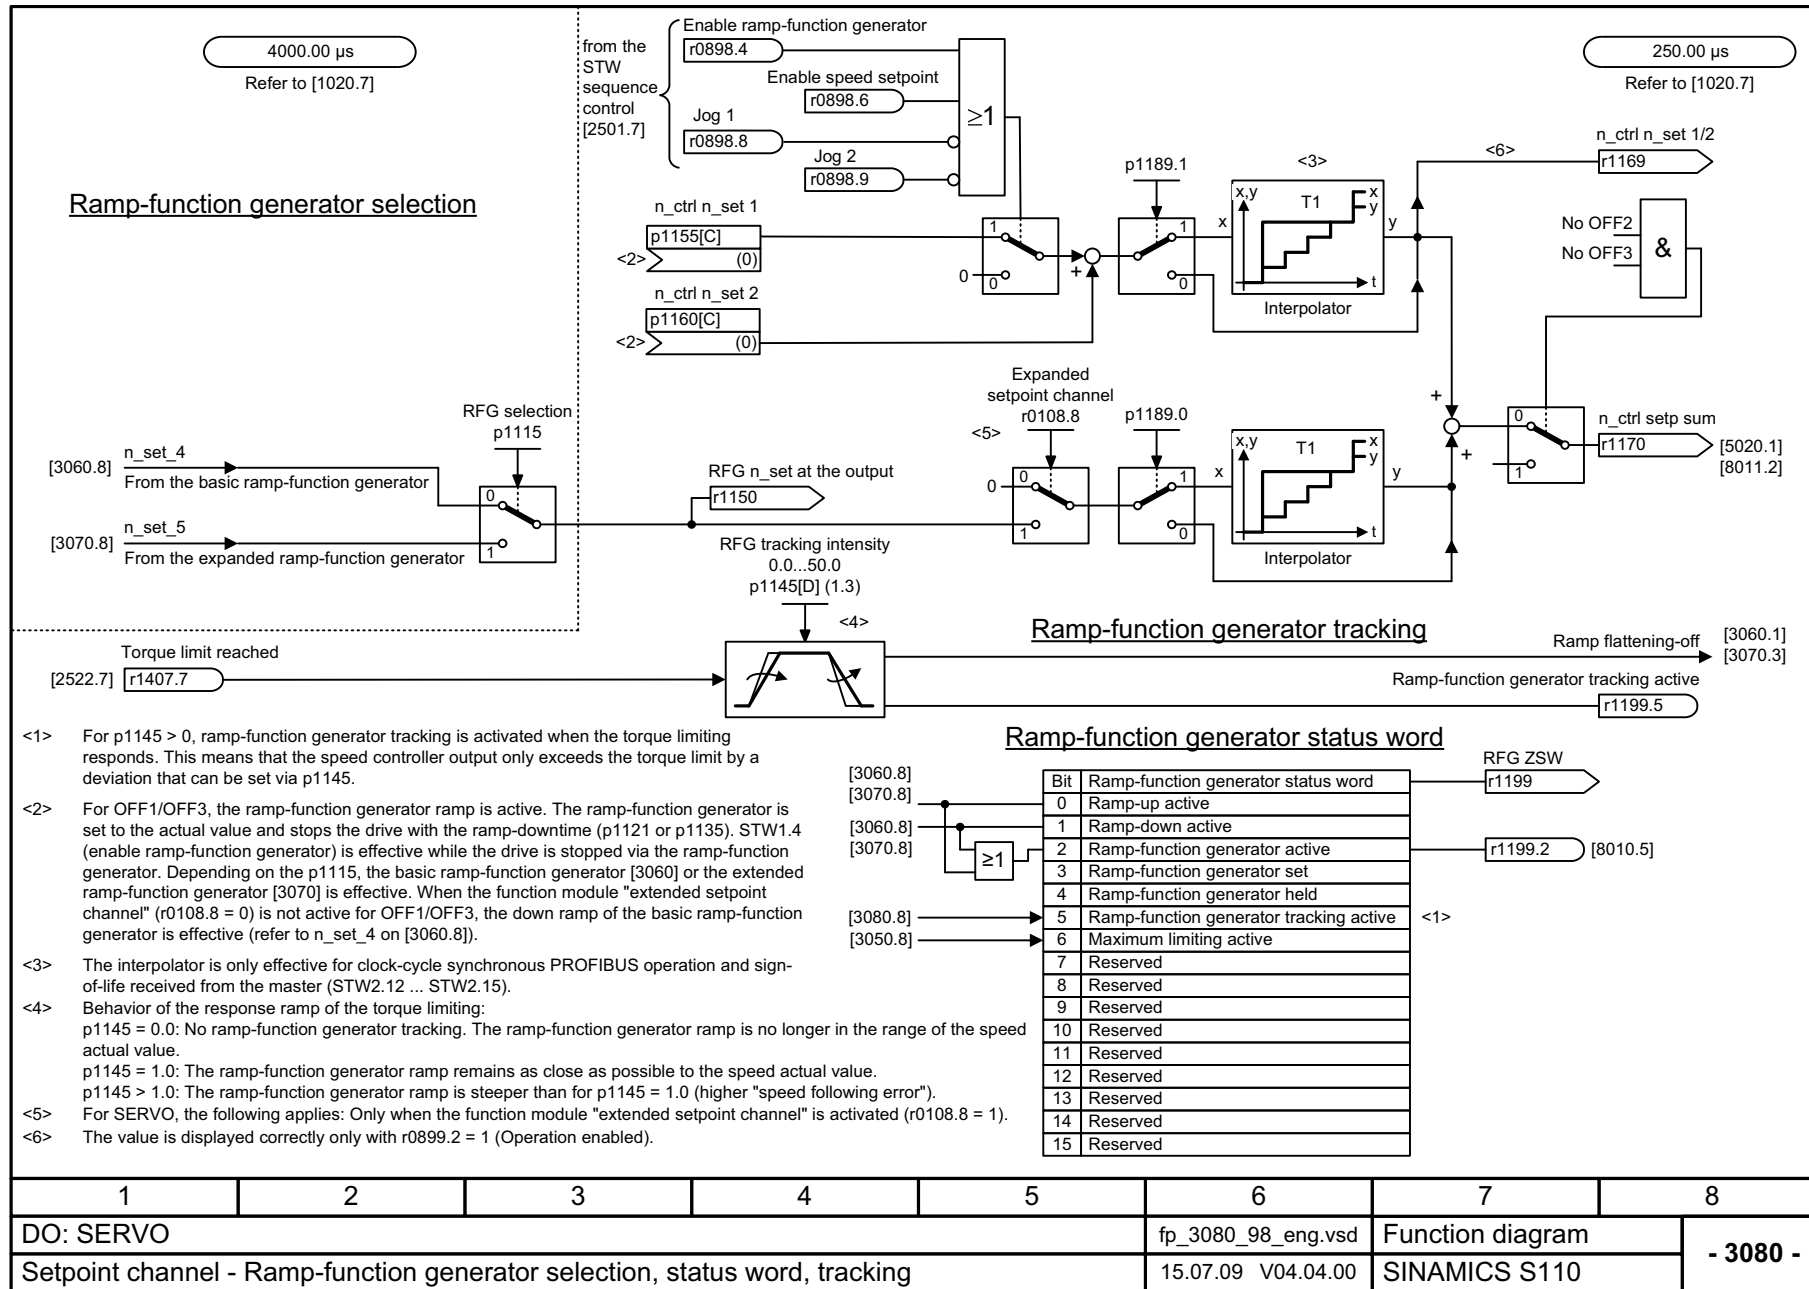 4000.00 µs
Refer to [1020.7]
Ramp-function generator selection
from the
STW
sequence
control
[2501.7]
Enable ramp-function generator
r0898.4
Enable speed setpoint
r0898.6
Jog 1
r0898.8
Jog 2
r0898.9
≥1
250.00 µs
Refer to [1020.7]
n_ctrl n_set 1
p1155[C]
<2>
(0)
n_ctrl n_set 2
p1160[C]
<2>
(0)
1
0
0
+
p1189.1
1
0
<3>
x
x,y
T1
x
y
t
y
Interpolator
<6>
n_ctrl n_set 1/2
r1169
No OFF2
No OFF3
&
RFG selection
p1115
[3060.8]
n_set_4
From the basic ramp-function generator
0
[3070.8]
n_set_5
From the expanded ramp-function generator
1
RFG n_set at the output
r1150
Expanded
setpoint channel
r0108.8
<5>
0
0
1
p1189.0
1
0
x
x,y
T1
x
y
t
y
Interpolator
+
+
0
1
n_ctrl setp sum
r1170
[5020.1]
[8011.2]
RFG tracking intensity
0.0...50.0
p1145[D] (1.3)
<4>
Ramp-function generator tracking
Torque limit reached
[2522.7]
r1407.7
Ramp flattening-off
[3060.1]
[3070.3]
Ramp-function generator tracking active
r1199.5
<1> For p1145 > 0, ramp-function generator tracking is activated when the torque limiting
responds. This means that the speed controller output only exceeds the torque limit by a
deviation that can be set via p1145.
<2> For OFF1/OFF3, the ramp-function generator ramp is active. The ramp-function generator is
set to the actual value and stops the drive with the ramp-downtime (p1121 or p1135). STW1.4
(enable ramp-function generator) is effective while the drive is stopped via the ramp-function
generator. Depending on the p1115, the basic ramp-function generator [3060] or the extended
ramp-function generator [3070] is effective. When the function module "extended setpoint
channel" (r0108.8 = 0) is not active for OFF1/OFF3, the down ramp of the basic ramp-function
generator is effective (refer to n_set_4 on [3060.8]).
<3> The interpolator is only effective for clock-cycle synchronous PROFIBUS operation and sign-
of-life received from the master (STW2.12 ... STW2.15).
<4> Behavior of the response ramp of the torque limiting:
p1145 = 0.0: No ramp-function generator tracking. The ramp-function generator ramp is no longer in the range of the speed
actual value.
p1145 = 1.0: The ramp-function generator ramp remains as close as possible to the speed actual value.
p1145 > 1.0: The ramp-function generator ramp is steeper than for p1145 = 1.0 (higher "speed following error").
<5> For SERVO, the following applies: Only when the function module "extended setpoint channel" is activated (r0108.8 = 1).
<6> The value is displayed correctly only with r0899.2 = 1 (Operation enabled).
Ramp-function generator status word
RFG ZSW
r1199
[3060.8]
[3070.8]
[3060.8]
[3070.8]
≥1
[3080.8]
[3050.8]
Bit Ramp-function generator status word
0 Ramp-up active
1 Ramp-down active
2 Ramp-function generator active
r1199.2
[8010.5]
3 Ramp-function generator set
4 Ramp-function generator held
5 Ramp-function generator tracking active
<1>
6 Maximum limiting active
7 Reserved
8 Reserved
9 Reserved
10 Reserved
11 Reserved
12 Reserved
13 Reserved
14 Reserved
15 Reserved
1 2 3 4 5 6 7 8
DO: SERVO
fp_3080_98_eng.vsd
Function diagram
- 3080 -
Setpoint channel - Ramp-function generator selection, status word, tracking
15.07.09 V04.04.00
SINAMICS S110